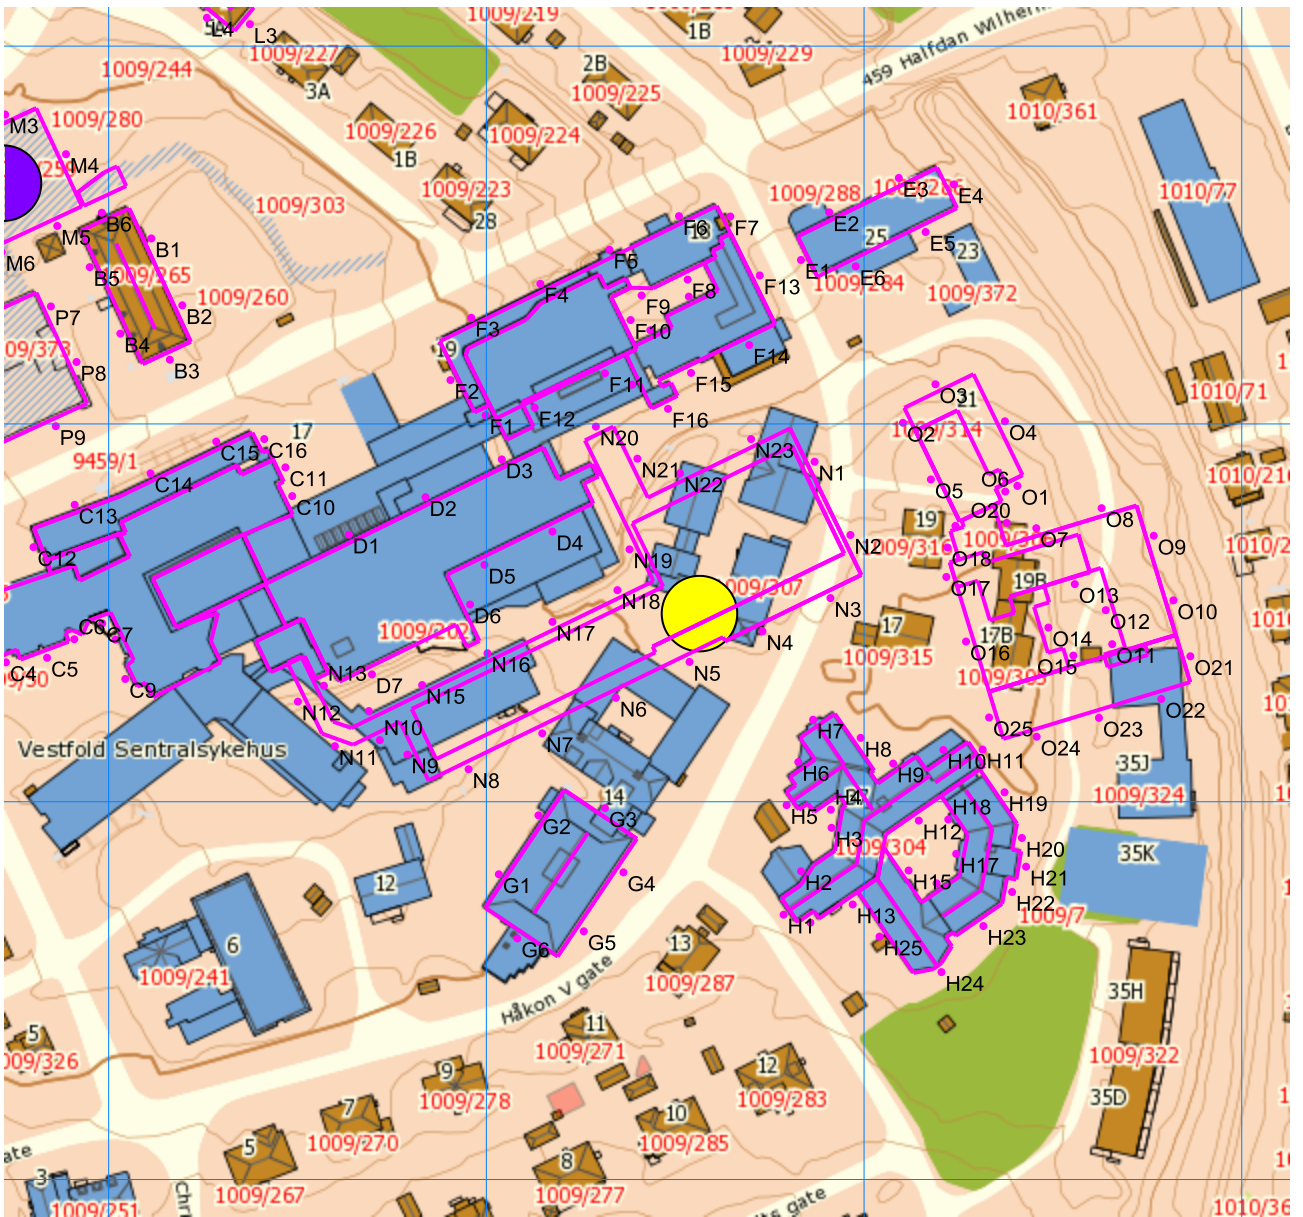 L4
L3
1009/219
1B
1009/229
459 Halfdan Wilhelm
1009/227
3A
2B
1009/225
1009/244
1009/280
1009/226
1B
1009/224
1010/361
M3
M4
1009/223
28
1009/303
1009/288
E3
E4
1010/77
M5
M6
B6
B1
B5
1009/265
1009/260
B2
B4
B3
F6
F7
F5
F4
F8
F9
F13
F10
F3
E2
25
E1
E6
E5
23
1009/284
1009/372
P7
P8
P9
19
F2
F11
F12
F1
F14
F15
F16
1010/71
17
9459/1
C15
C16
C14
C11
C10
C13
C12
D3
D2
D1
D4
D5
D6
N20
N21
N22
N23
N1
N2
N19
N18
N3
O3
21
O2
O4
O5
O6
O1
O20
O8
O7
O9
19
O18
O17
19B
O13
O12
O10
O14
17B
O16
O15
O11
O21
1009/307
17
1009/315
C6
C7
C5
C4
C9
1009/202
N17
N16
N15
N13
D7
N12
N10
N11
N9
N8
N7
N6
N5
N4
O25
O24
O23
O22
35J
1009/324
35K
Vestfold Sentralsykehus
14
G2
G3
G1
G4
G5
G6
H7
H8
H6
H9
H10
H11
H5
H4
H18
H19
H3
H12
1009/304
H20
H17
H21
H2
H15
H22
1009/7
H1
H13
H25
H23
H24
12
6
1009/241
13
1009/287
Håkon V gate
35H
11
1009/271
5
9
1009/278
12
1009/283
1009/322
35D
7
1009/270
10
1009/285
5
1009/267
8
1009/277
3
1009/251